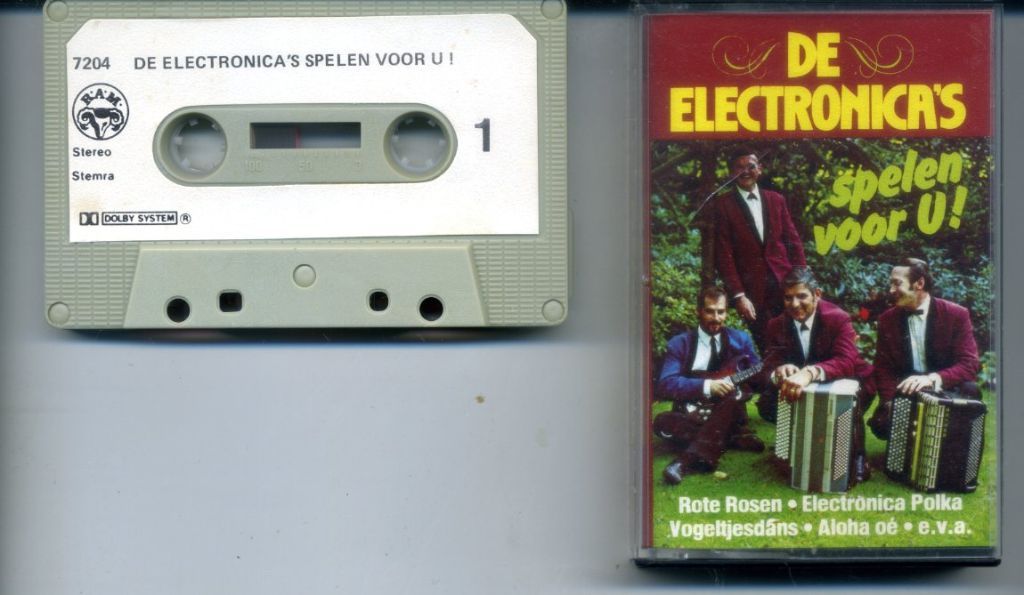 7204 DE ELECTRONICA'S SPELEN VOOR U !
R.A.M.
Stereo
Stemra
1
100 50
DOLBY SYSTEM ®
DE
ELECTRONICA'S
spelen
voor U!
Rote Rosen • Electrònica Polka
Vogeltjesdans • Aloha oé • e.v.a.